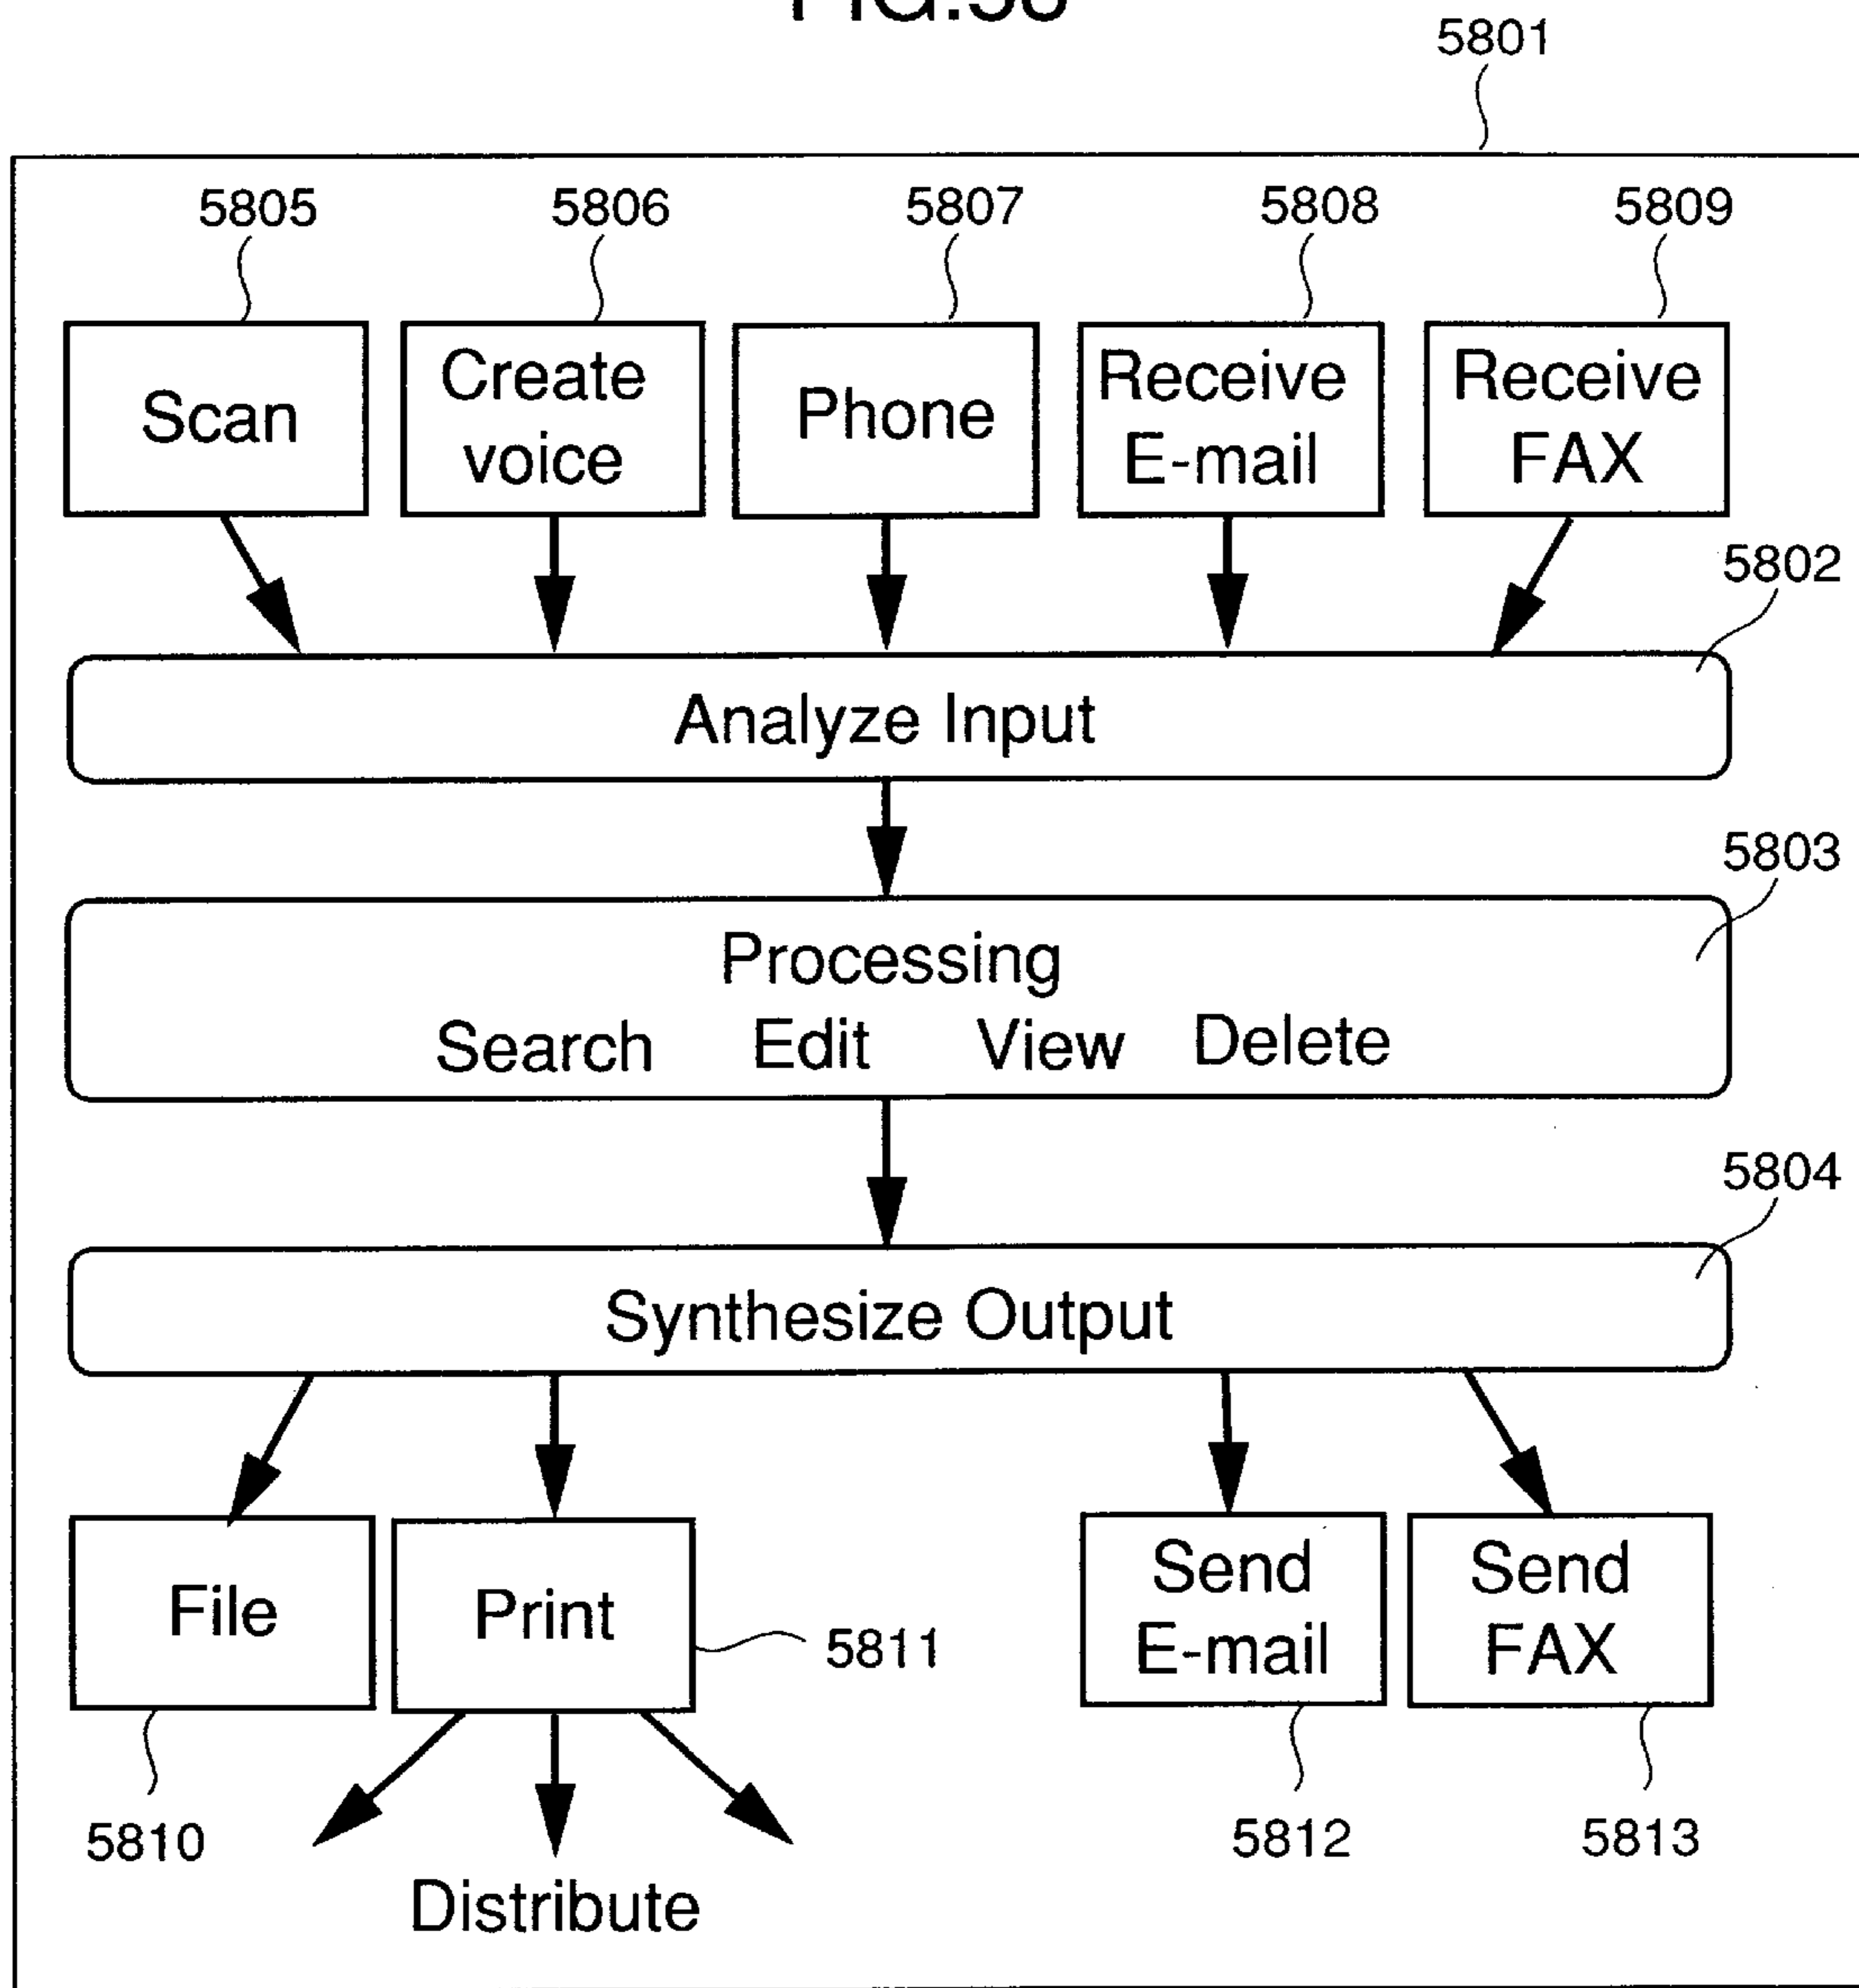 5801
5805 5806 5807 5808 5809
Scan
Create
voice
Phone
Receive
E-mail
Receive
FAX
5802
Analyze Input
5803
Processing
Search Edit View Delete
5804
Synthesize Output
File
Print
5811
Send
E-mail
Send
FAX
5810
5812
5813
Distribute